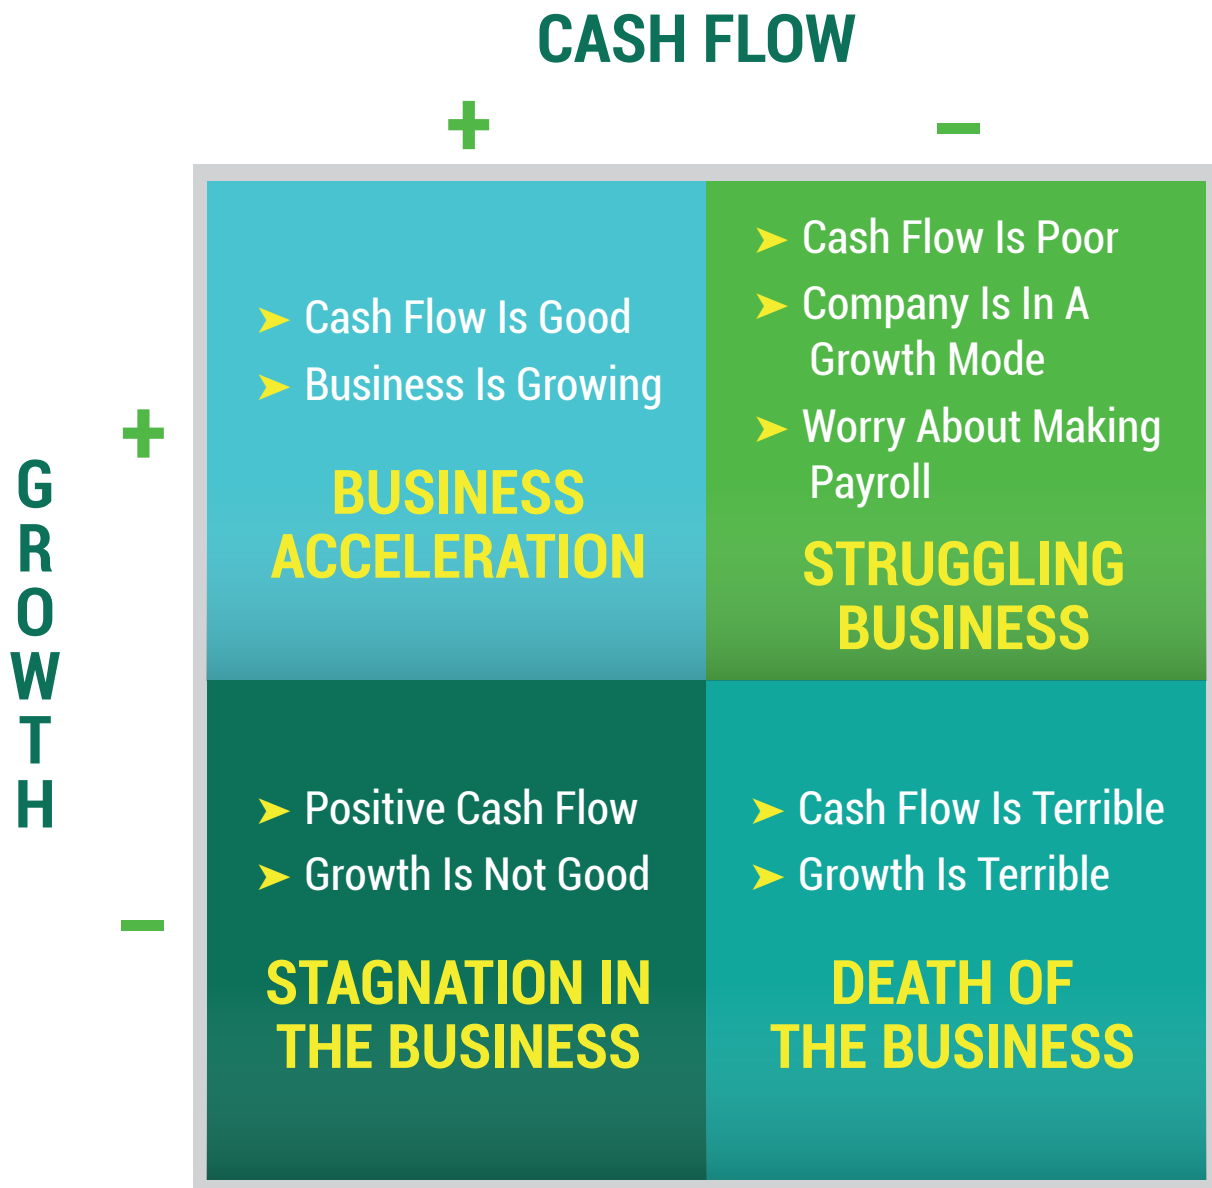 CASH FLOW
+
–
GROWTH
+
–
➤ Cash Flow Is Good
➤ Business Is Growing
BUSINESS
ACCELERATION
➤ Cash Flow Is Poor
➤ Company Is In A
Growth Mode
➤ Worry About Making
Payroll
STRUGGLING
BUSINESS
➤ Positive Cash Flow
➤ Growth Is Not Good
STAGNATION IN
THE BUSINESS
➤ Cash Flow Is Terrible
➤ Growth Is Terrible
DEATH OF
THE BUSINESS